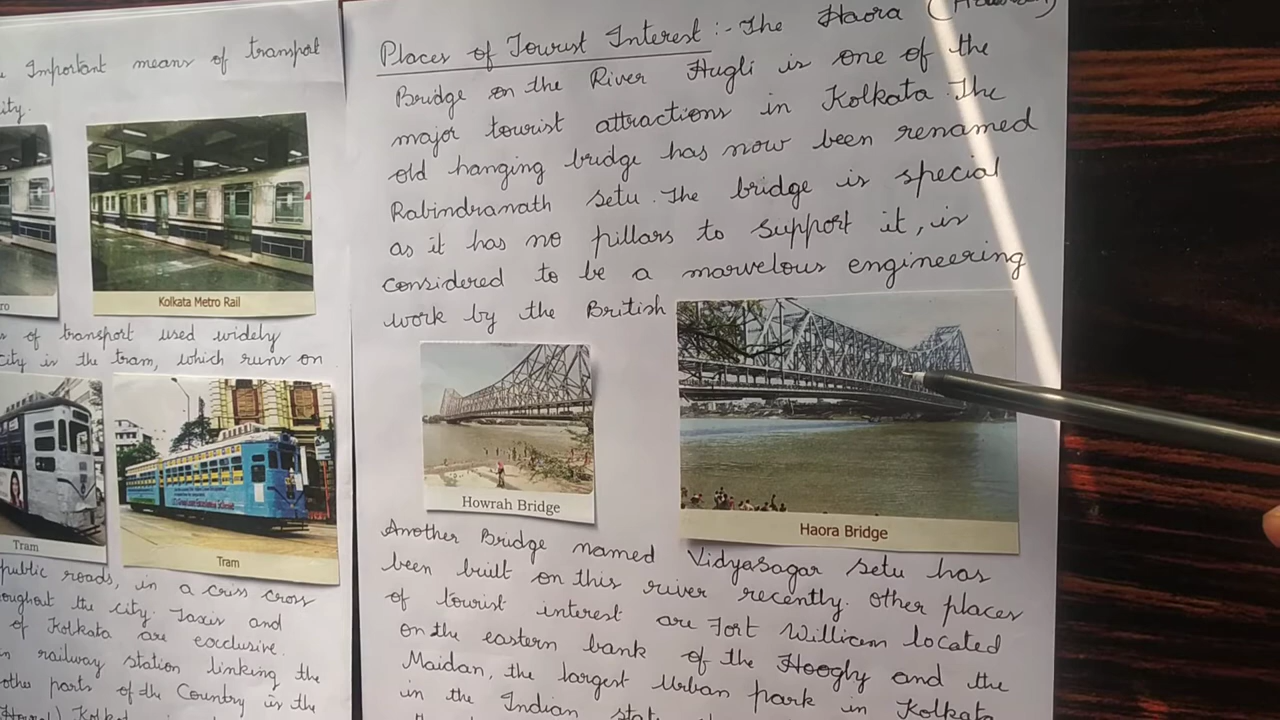 Important means of transport
city.
Kolkata Metro Rail
of transport used widely
city is the tram, which runs on
Tram
Tram
public roads, in a criss cross
throughout the city. Taxis and
of Kolkata are exclusive.
railway station linking the
parts of the Country is the
Places of Tourist Interest :- The Haora
Bridge on the River Hugli is one of the
major tourist attractions in Kolkata. The
old hanging bridge has now been renamed
Rabindranath Setu. The bridge is special
as it has no pillars to support it, is
considered to be a marvelous engineering
work by the British
Howrah Bridge
Haora Bridge
Another Bridge named VidyaSagar Setu has
been built on this river recently. Other places
of tourist interest are Fort William located
on the eastern bank of the Hooghly and the
Maidan, the largest Urban park in Kolkata
in the Indian